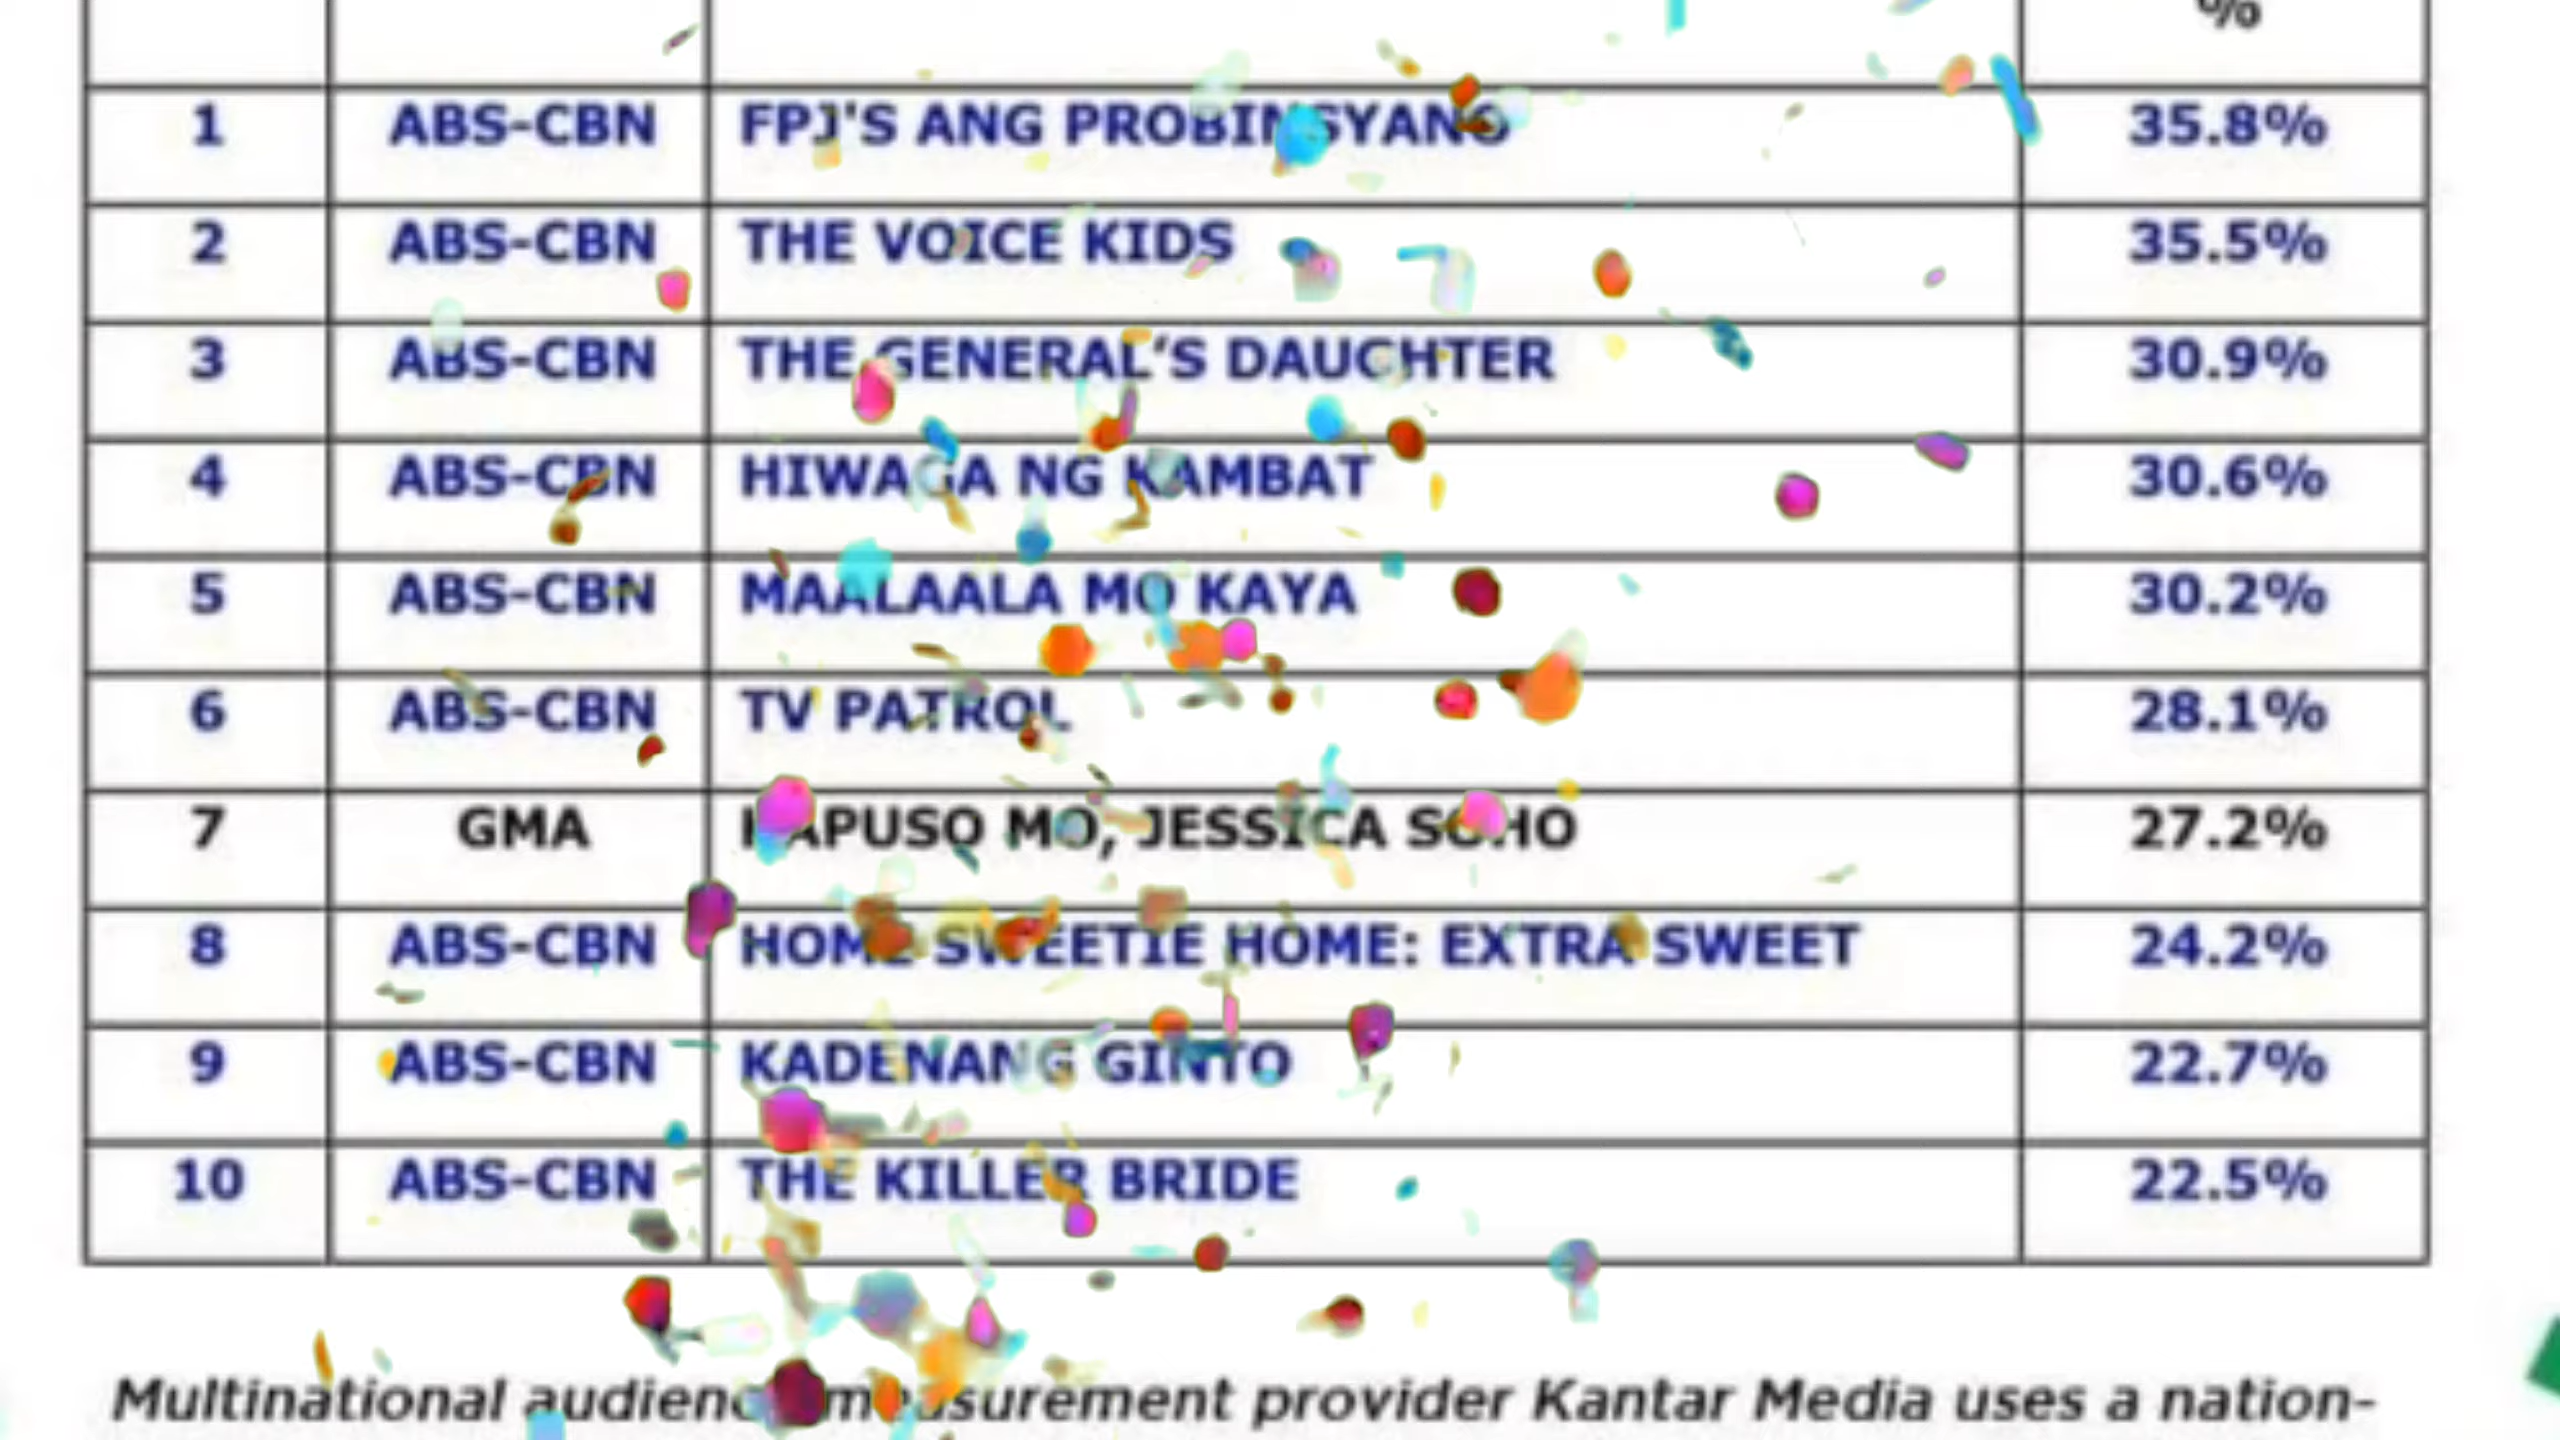 %
1 ABS-CBN FPJ'S ANG PROBINSYANO 35.8%
2 ABS-CBN THE VOICE KIDS 35.5%
3 ABS-CBN THE GENERAL‘S DAUGHTER 30.9%
4 ABS-CBN HIWAGA NG KAMBAT 30.6%
5 ABS-CBN MAALAALA MO KAYA 30.2%
6 ABS-CBN TV PATROL 28.1%
7 GMA KAPUSO MO, JESSICA SOHO 27.2%
8 ABS-CBN HOME SWEETIE HOME: EXTRA SWEET 24.2%
9 ABS-CBN KADENANG GINTO 22.7%
10 ABS-CBN THE KILLER BRIDE 22.5%
Multinational audience measurement provider Kantar Media uses a nation-